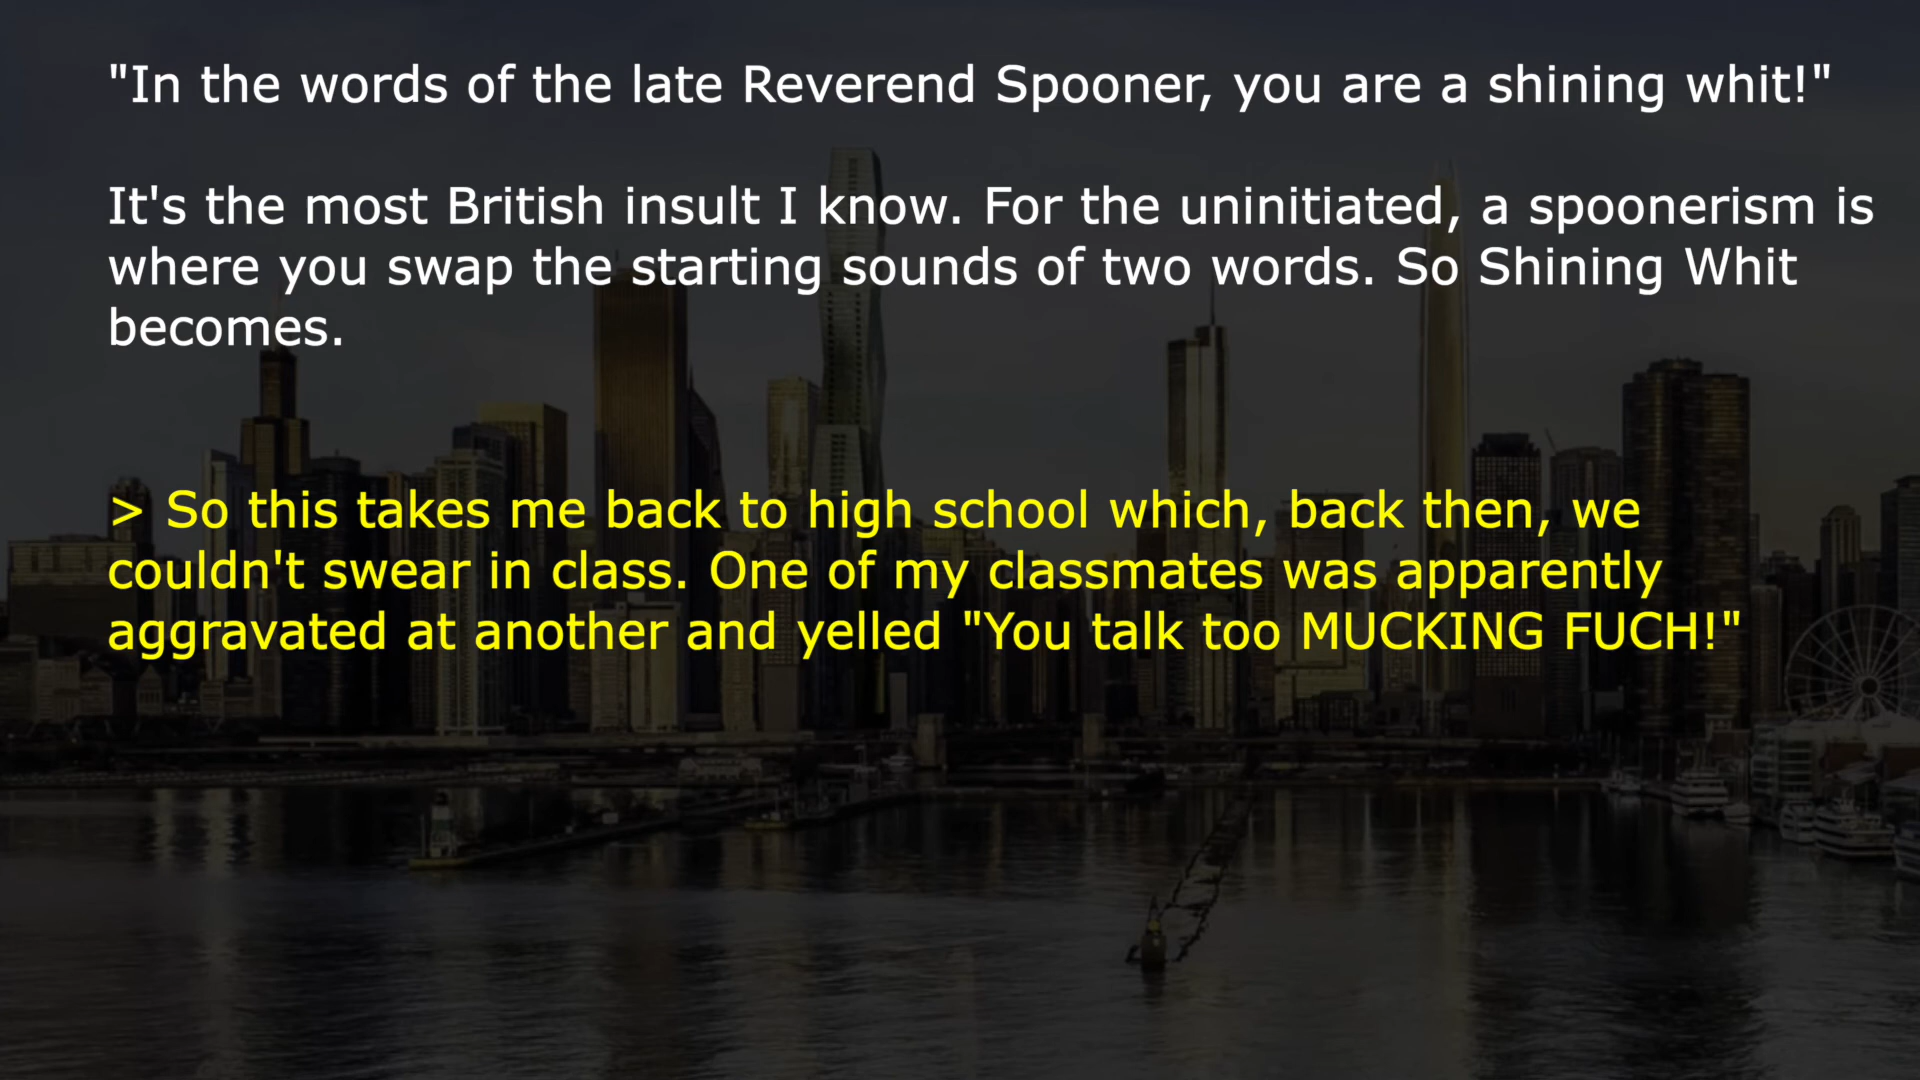 "In the words of the late Reverend Spooner, you are a shining whit!"
It's the most British insult I know. For the uninitiated, a spoonerism is
where you swap the starting sounds of two words. So Shining Whit
becomes.
> So this takes me back to high school which, back then, we
couldn't swear in class. One of my classmates was apparently
aggravated at another and yelled "You talk too MUCKING FUCH!"